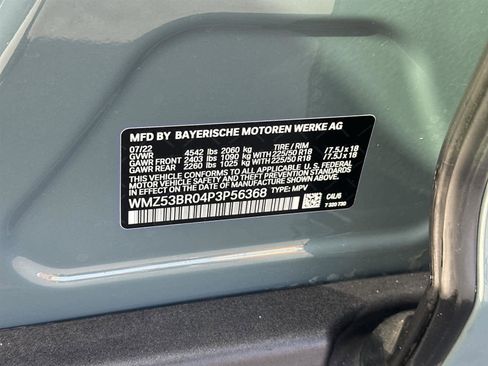 MFD BY BAYERISCHE MOTOREN WERKE AG
07/22 TIRE / RIM
GVWR 4542 lbs 2060 kg
GAWR FRONT 2403 lbs 1090 kg WITH 225/50 R18 /7.5J x 18
GAWR REAR 2260 lbs 1025 kg WITH 225/50 R18 /7.5J x 18
THIS VEHICLE CONFORMS TO ALL APPLICABLE U.S. FEDERAL
MOTOR VEHICLE SAFETY, BUMPER, AND THEFT PREVENTION STANDARDS
IN EFFECT ON THE DATE OF MANUFACTURE SHOWN ABOVE.
WMZ53BR04P3P56368 TYPE: MPV